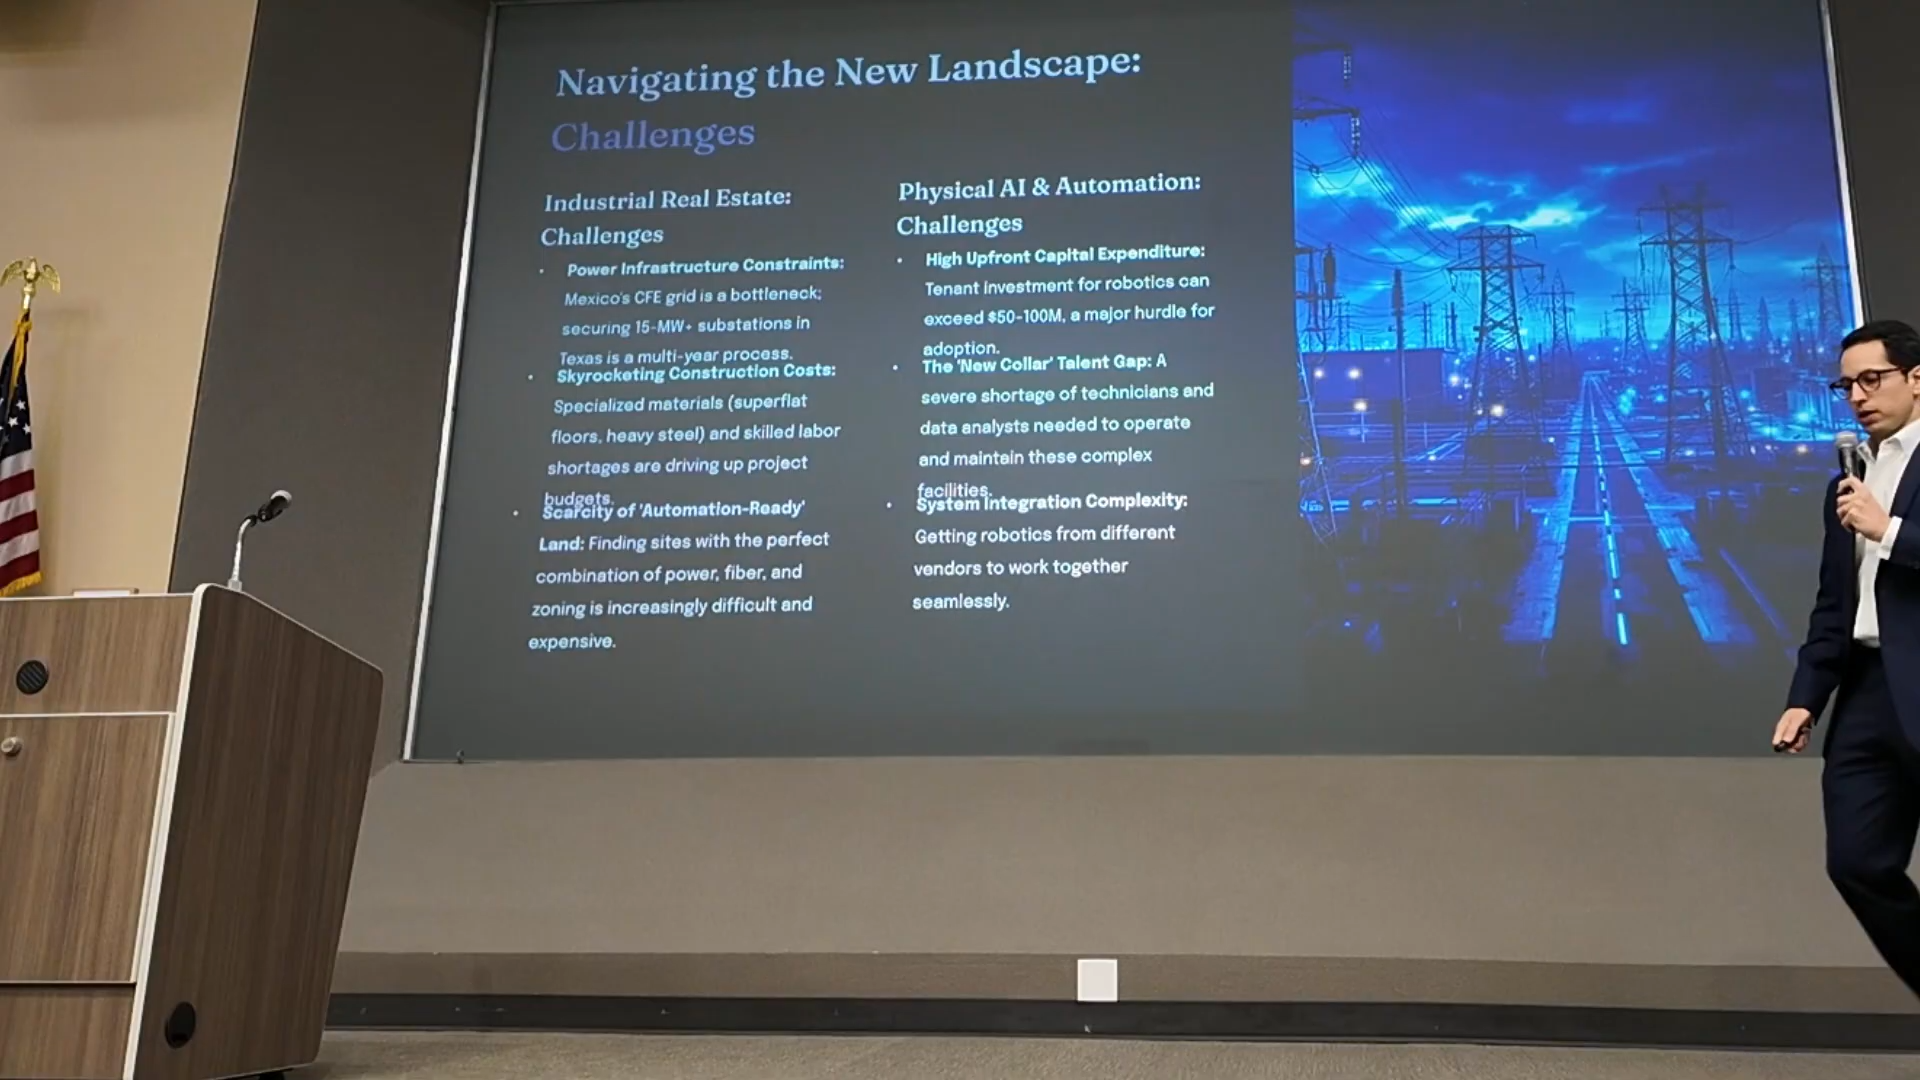 Navigating the New Landscape:
Challenges
Industrial Real Estate:
Challenges
• Power Infrastructure Constraints:
Mexico's CFE grid is a bottleneck;
securing 15-MW+ substations in
Texas is a multi-year process.
• Skyrocketing Construction Costs:
Specialized materials (superflat
floors, heavy steel) and skilled labor
shortages are driving up project
budgets.
• Scarcity of 'Automation-Ready'
Land: Finding sites with the perfect
combination of power, fiber, and
zoning is increasingly difficult and
expensive.
Physical AI & Automation:
Challenges
• High Upfront Capital Expenditure:
Tenant investment for robotics can
exceed $50-100M, a major hurdle for
adoption.
• The 'New Collar' Talent Gap: A
severe shortage of technicians and
data analysts needed to operate
and maintain these complex
facilities.
• System Integration Complexity:
Getting robotics from different
vendors to work together
seamlessly.